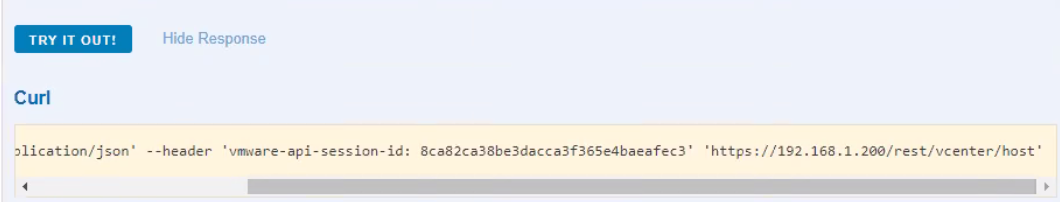 TRY IT OUT! Hide Response
Curl
plication/json' --header 'vmware-api-session-id: 8ca82ca38be3dacca3f365e4baeafec3' 'https://192.168.1.200/rest/vcenter/host'